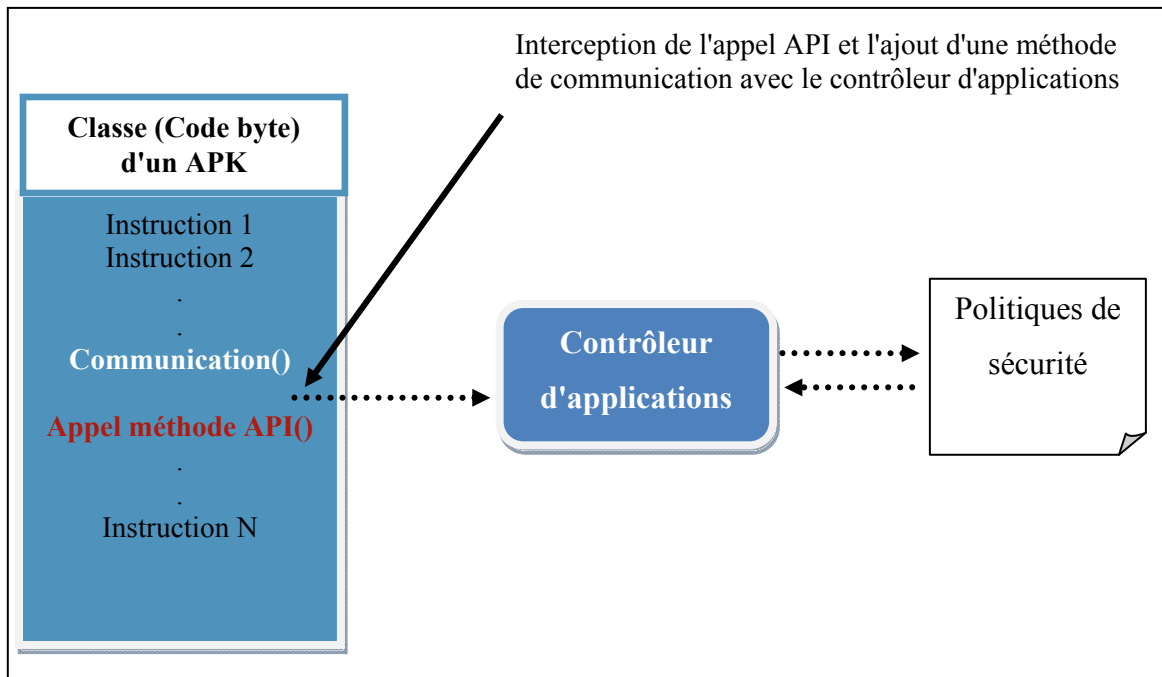 Interception de l'appel API et l'ajout d'une méthode
de communication avec le contrôleur d'applications
Classe (Code byte)
d'un APK
Instruction 1
Instruction 2
.
.
Communication()
Appel méthode API()
.
.
Instruction N
Contrôleur
d'applications
Politiques de
sécurité